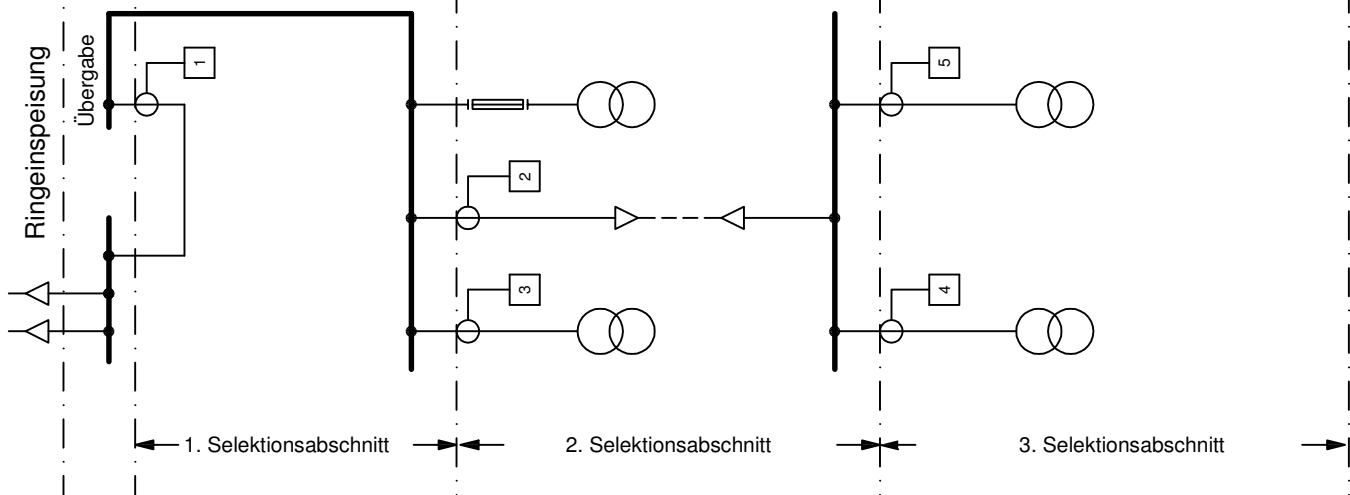 Ringeinspeisung
Übergabe
1
5
2
3
4
1. Selektionsabschnitt
2. Selektionsabschnitt
3. Selektionsabschnitt